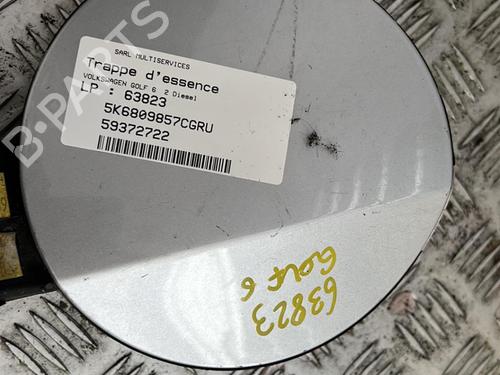 SARL MULTISERVICES
Trappe d'essence
VOLKSWAGEN GOLF 6 2 Diesel
LP : 63823
5K6809857CGRU
59372722
B-PARTS
63823
GOLF 6